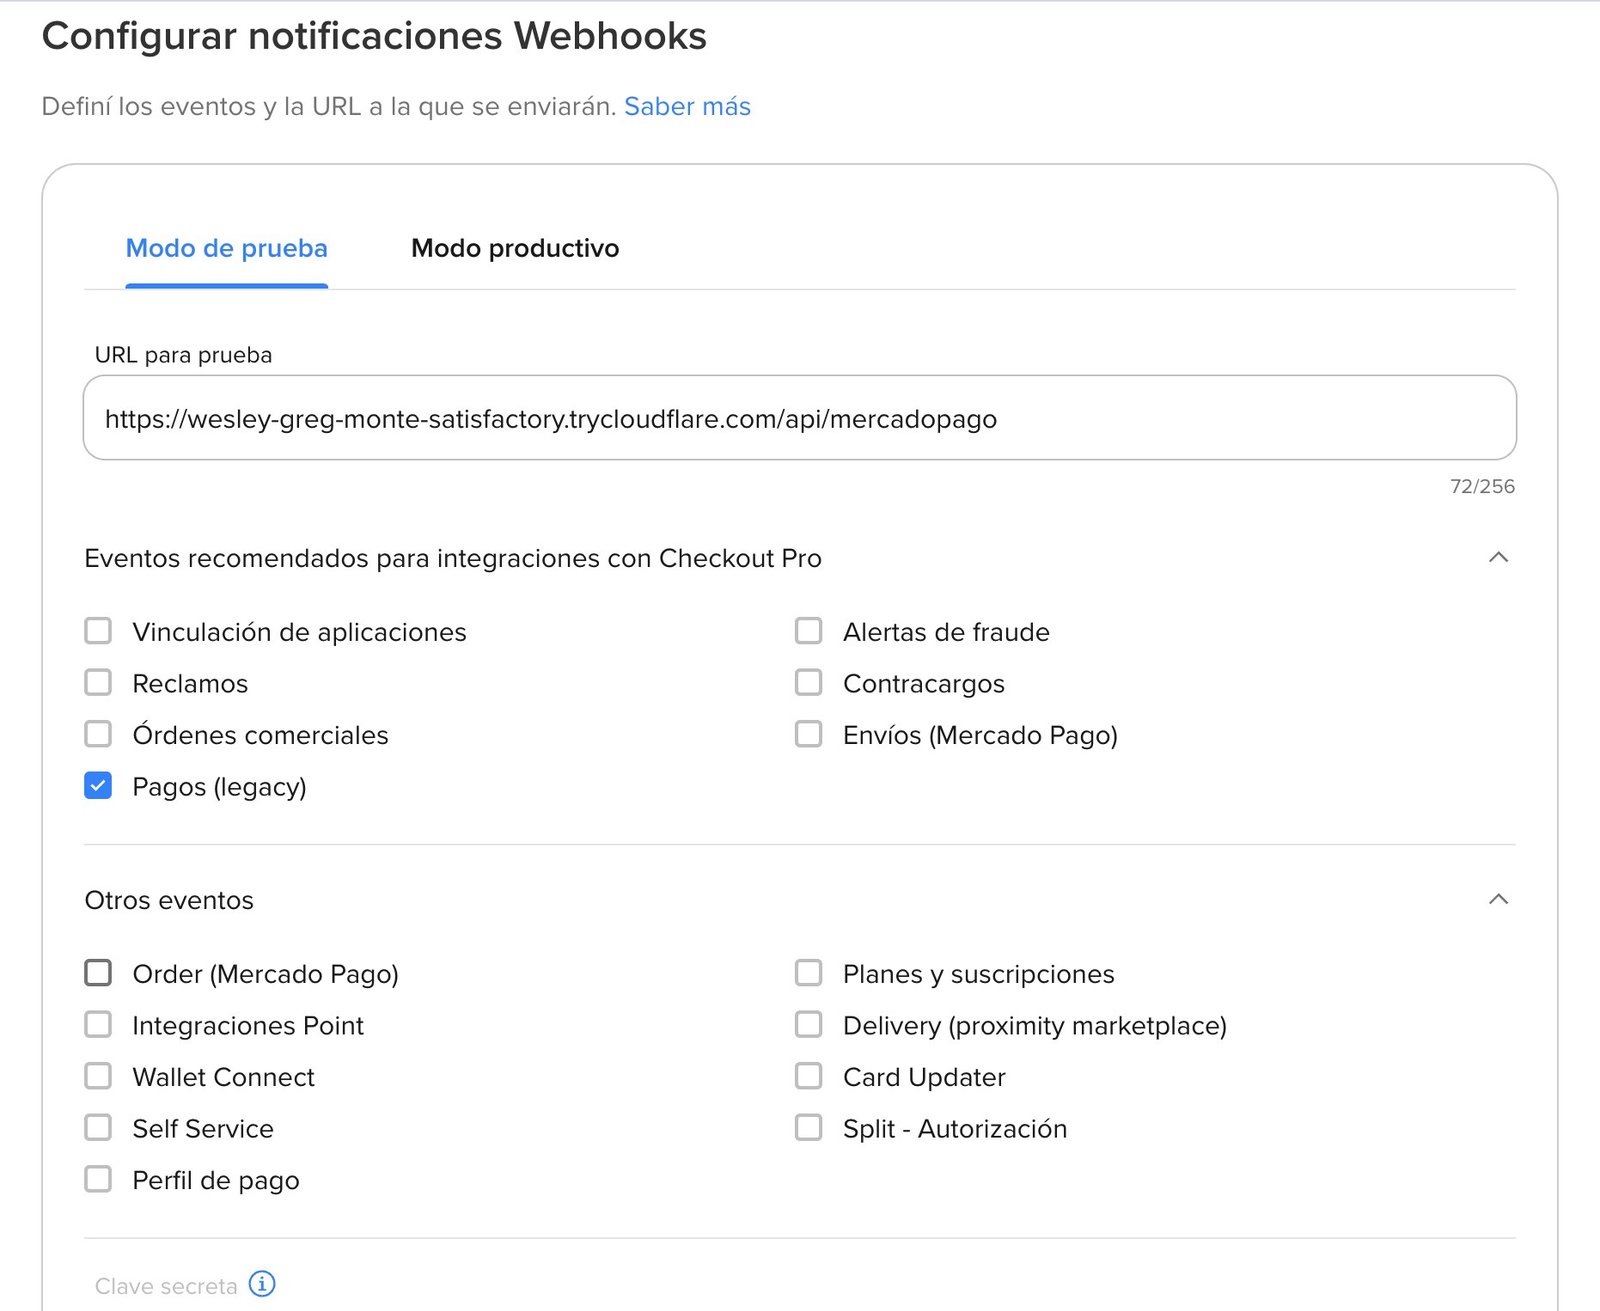 Configurar notificaciones Webhooks
Definí los eventos y la URL a la que se enviarán. Saber más
Modo de prueba Modo productivo
URL para prueba
https://wesley-greg-monte-satisfactory.trycloudflare.com/api/mercadopago
72/256
Eventos recomendados para integraciones con Checkout Pro
Vinculación de aplicaciones Alertas de fraude
Reclamos Contracargos
Órdenes comerciales Envíos (Mercado Pago)
Pagos (legacy)
Otros eventos
Order (Mercado Pago) Planes y suscripciones
Integraciones Point Delivery (proximity marketplace)
Wallet Connect Card Updater
Self Service Split - Autorización
Perfil de pago
Clave secreta